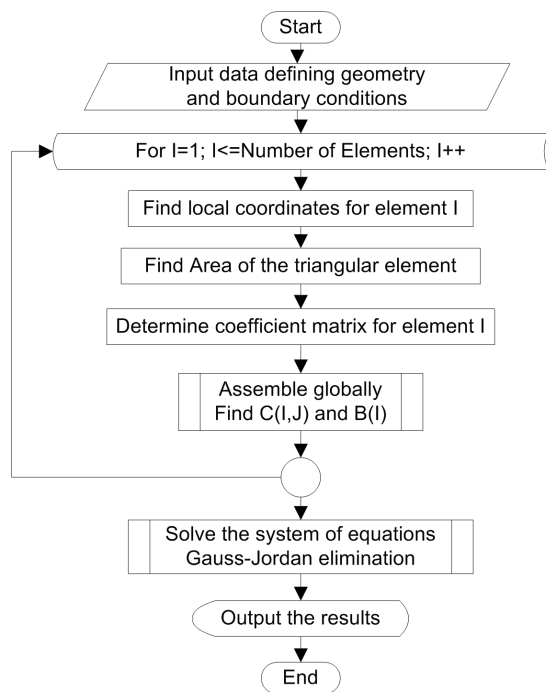 Start
Input data defining geometry
and boundary conditions
For I=1; I<=Number of Elements; I++
Find local coordinates for element I
Find Area of the triangular element
Determine coefficient matrix for element I
Assemble globally
Find C(I,J) and B(I)
Solve the system of equations
Gauss-Jordan elimination
Output the results
End